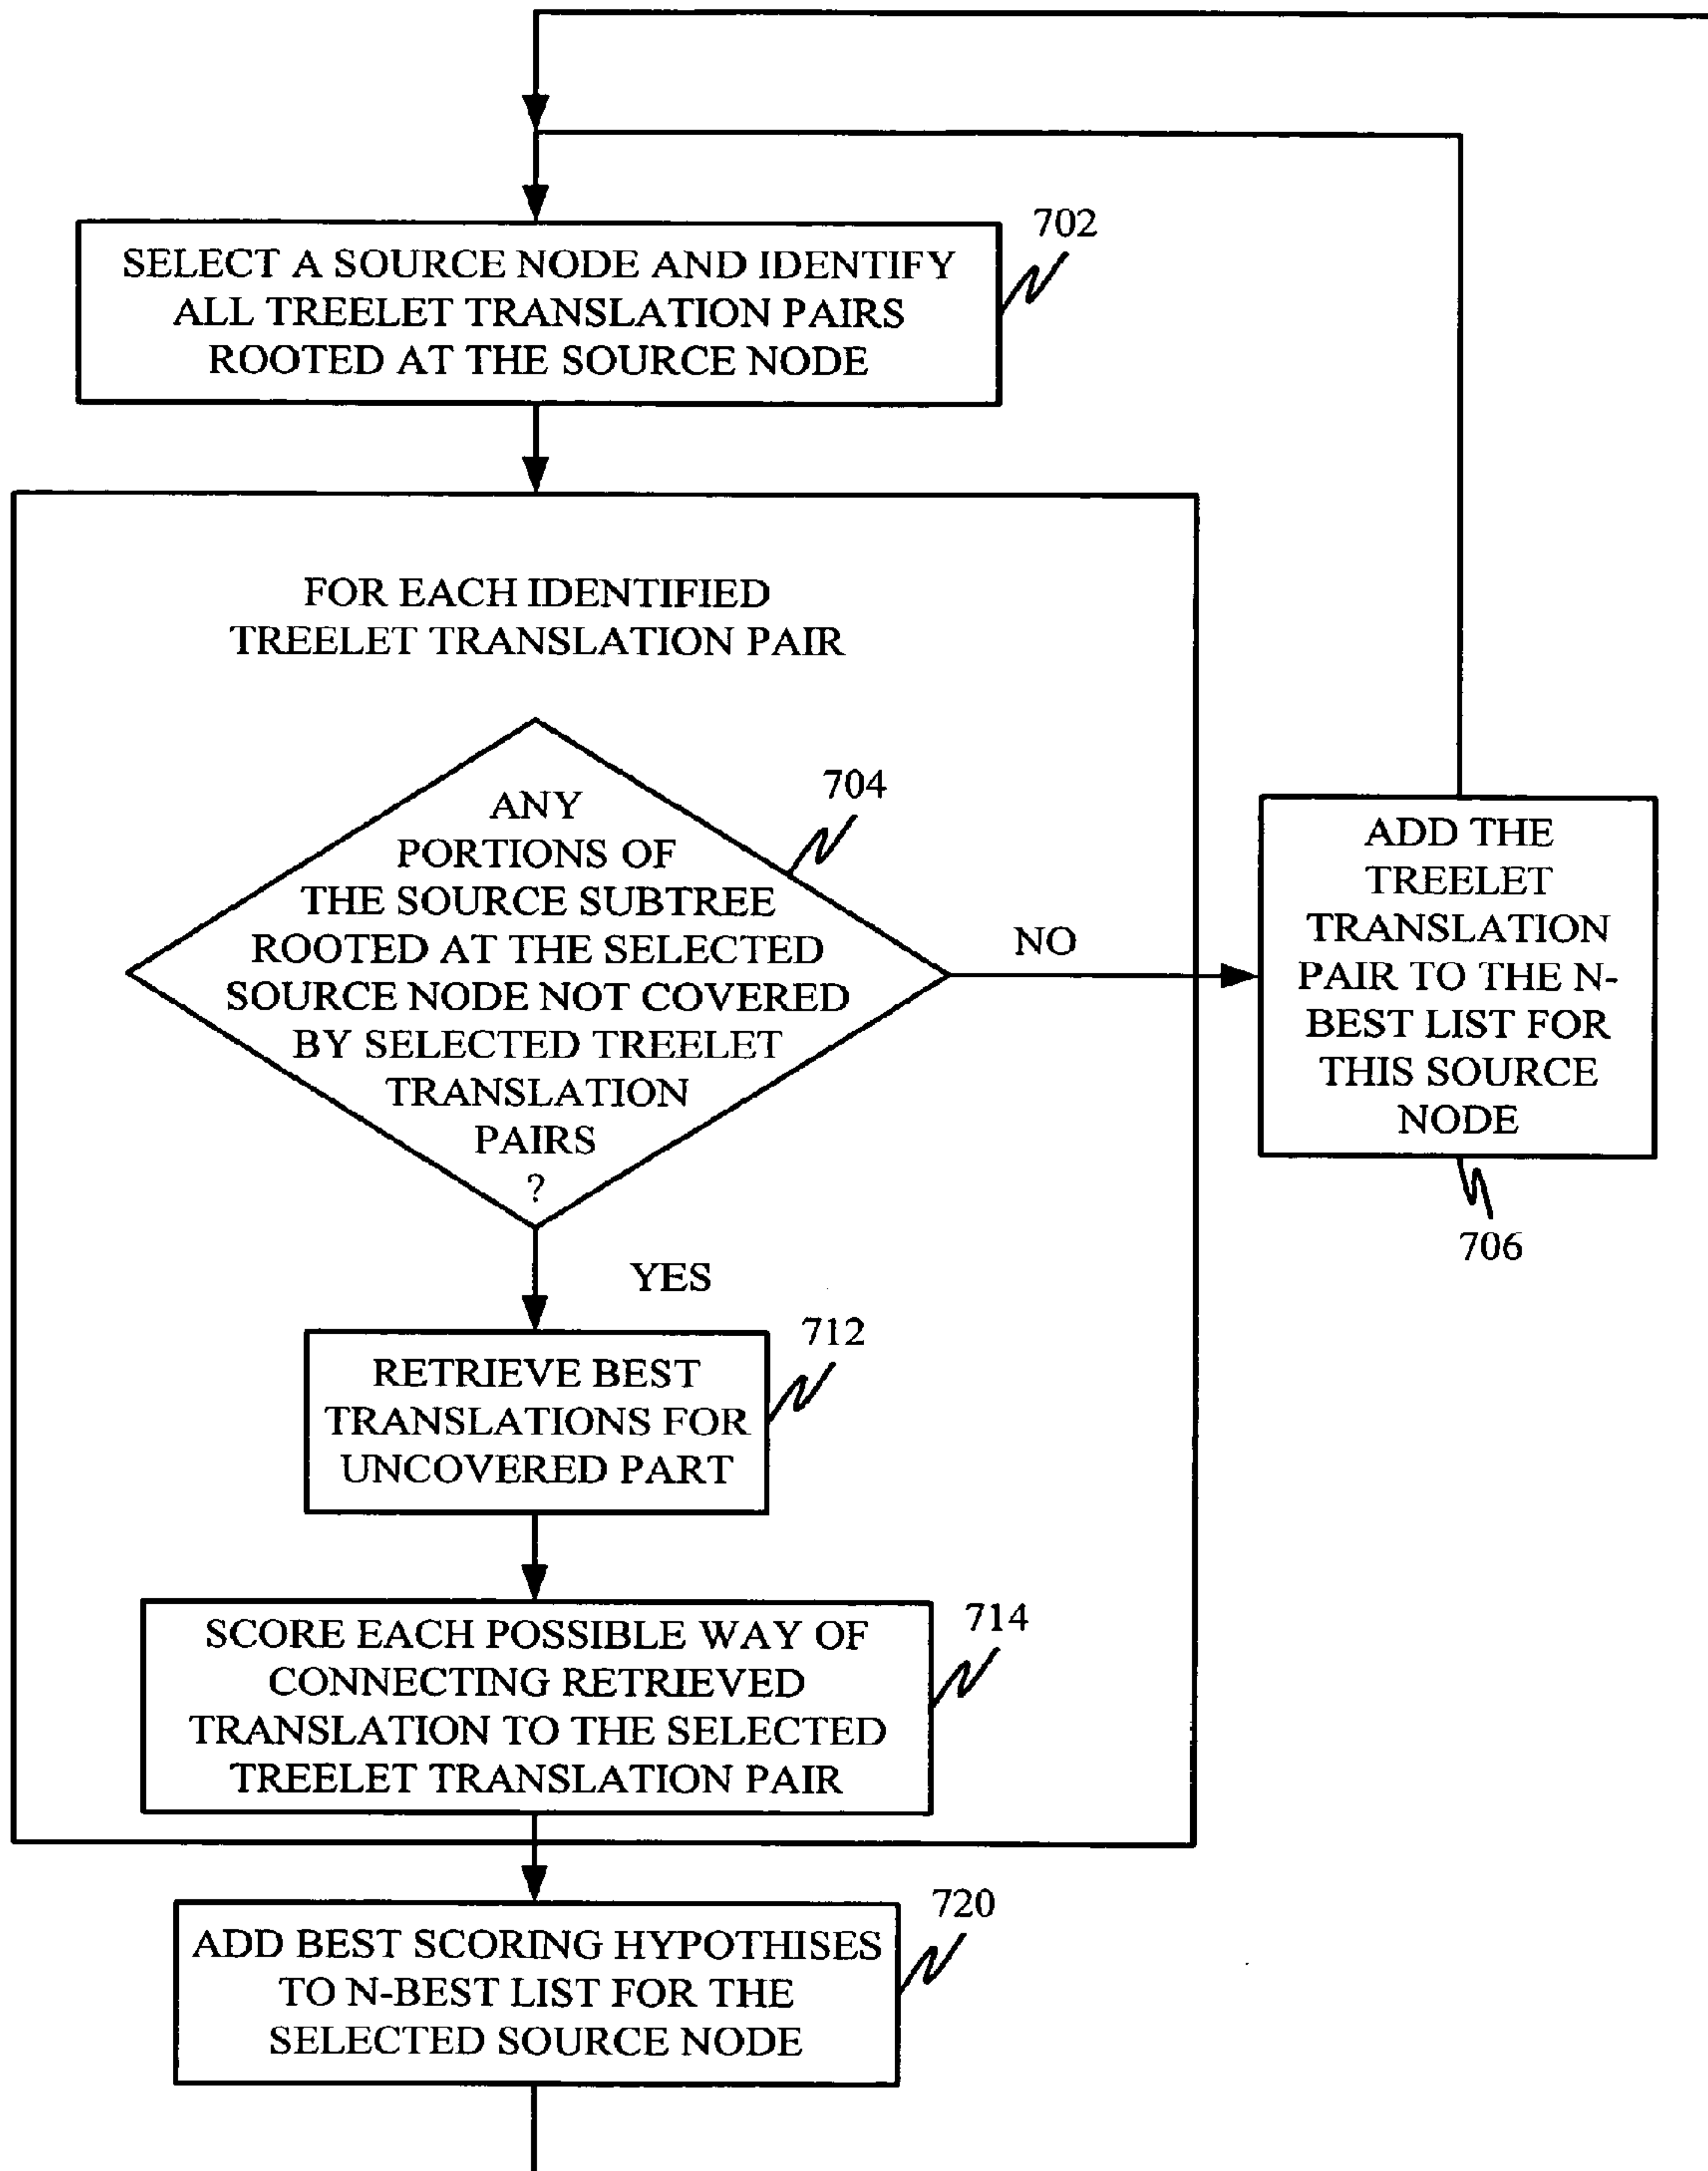 702
SELECT A SOURCE NODE AND IDENTIFY
ALL TREELET TRANSLATION PAIRS
ROOTED AT THE SOURCE NODE
FOR EACH IDENTIFIED
TREELET TRANSLATION PAIR
704
ANY
PORTIONS OF
THE SOURCE SUBTREE
ROOTED AT THE SELECTED
SOURCE NODE NOT COVERED
BY SELECTED TREELET
TRANSLATION
PAIRS
?
NO
ADD THE
TREELET
TRANSLATION
PAIR TO THE N-
BEST LIST FOR
THIS SOURCE
NODE
706
YES
712
RETRIEVE BEST
TRANSLATIONS FOR
UNCOVERED PART
714
SCORE EACH POSSIBLE WAY OF
CONNECTING RETRIEVED
TRANSLATION TO THE SELECTED
TREELET TRANSLATION PAIR
720
ADD BEST SCORING HYPOTHISES
TO N-BEST LIST FOR THE
SELECTED SOURCE NODE